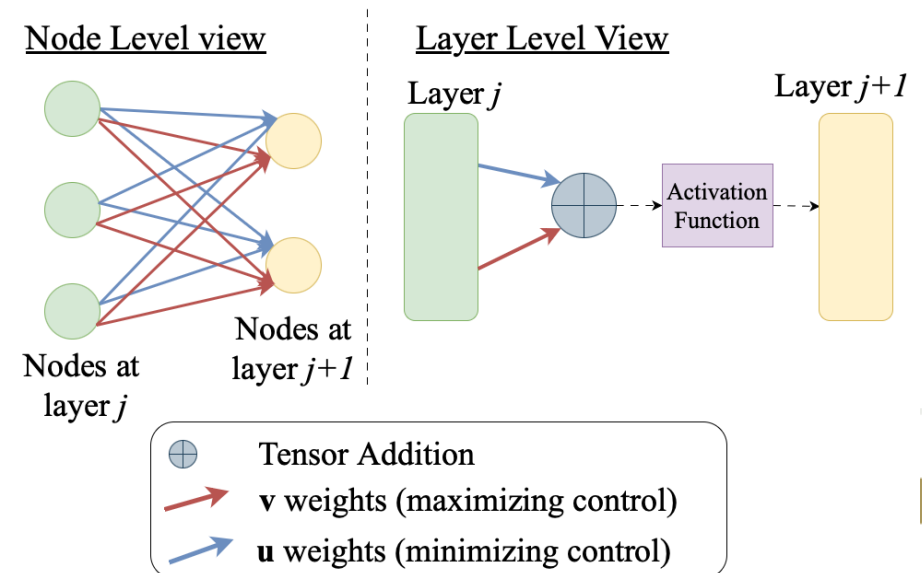 Node Level view
Layer Level View
Layer j
Layer j+1
Activation
Function
Nodes at
layer j+1
Nodes at
layer j
Tensor Addition
v weights (maximizing control)
u weights (minimizing control)